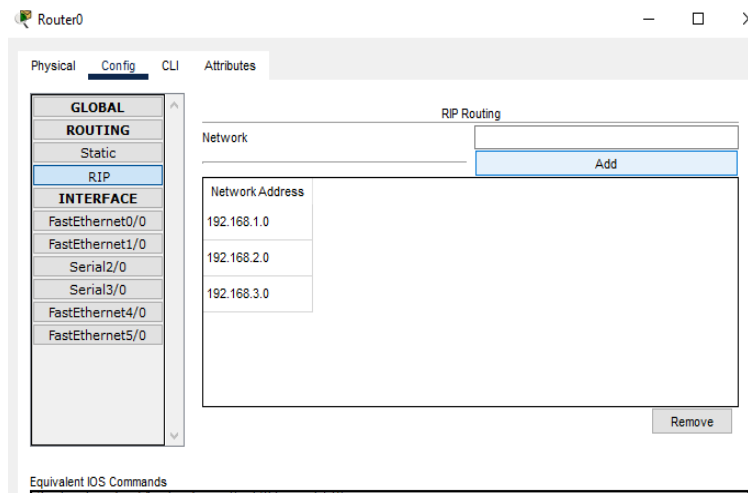 Router0
Physical Config CLI Attributes
GLOBAL
ROUTING
Static
RIP
INTERFACE
FastEthernet0/0
FastEthernet1/0
Serial2/0
Serial3/0
FastEthernet4/0
FastEthernet5/0
RIP Routing
Network
Add
Network Address
192.168.1.0
192.168.2.0
192.168.3.0
Remove
Equivalent IOS Commands